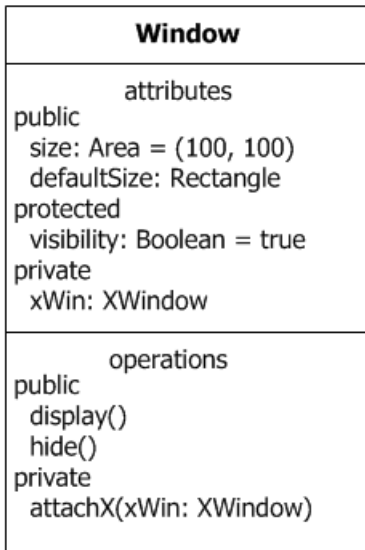 Window
attributes
public
size: Area = (100, 100)
defaultSize: Rectangle
protected
visibility: Boolean = true
private
xWin: XWindow
operations
public
display()
hide()
private
attachX(xWin: XWindow)